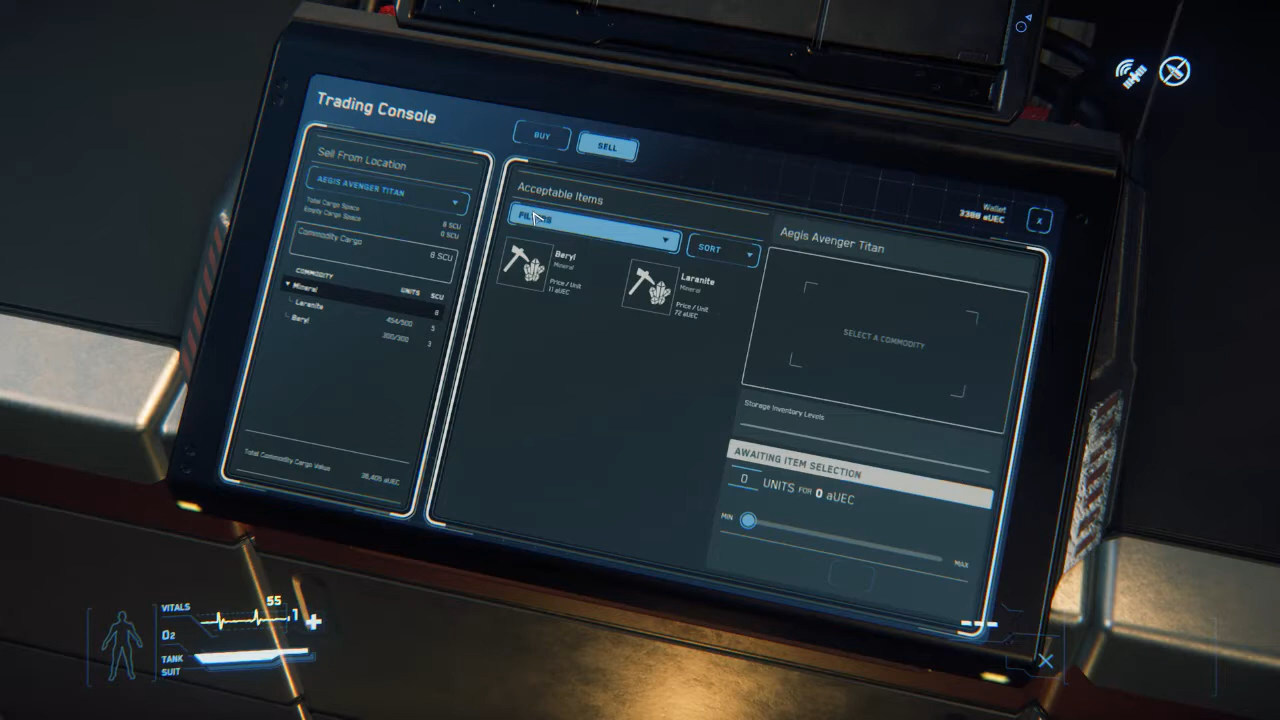 Trading Console
BUY
SELL
Sell From Location
AEGIS AVENGER TITAN
Total Cargo Space 8 SCU
Empty Cargo Space 0 SCU
Commodity Cargo 8 SCU
COMMODITY UNITS SCU
Mineral 8
Laranite 454/500 5
Beryl 300/300 3
Total Commodity Cargo Value 38,405 aUEC
Acceptable Items
SORT
Beryl
Mineral
Price / Unit
11 aUEC
Laranite
Mineral
Price / Unit
72 aUEC
Wallet
3388 aUEC
X
Aegis Avenger Titan
SELECT A COMMODITY
Storage Inventory Levels
AWAITING ITEM SELECTION
0 UNITS FOR 0 aUEC
MIN
MAX
VITALS
55
.1
O2
TANK
SUIT